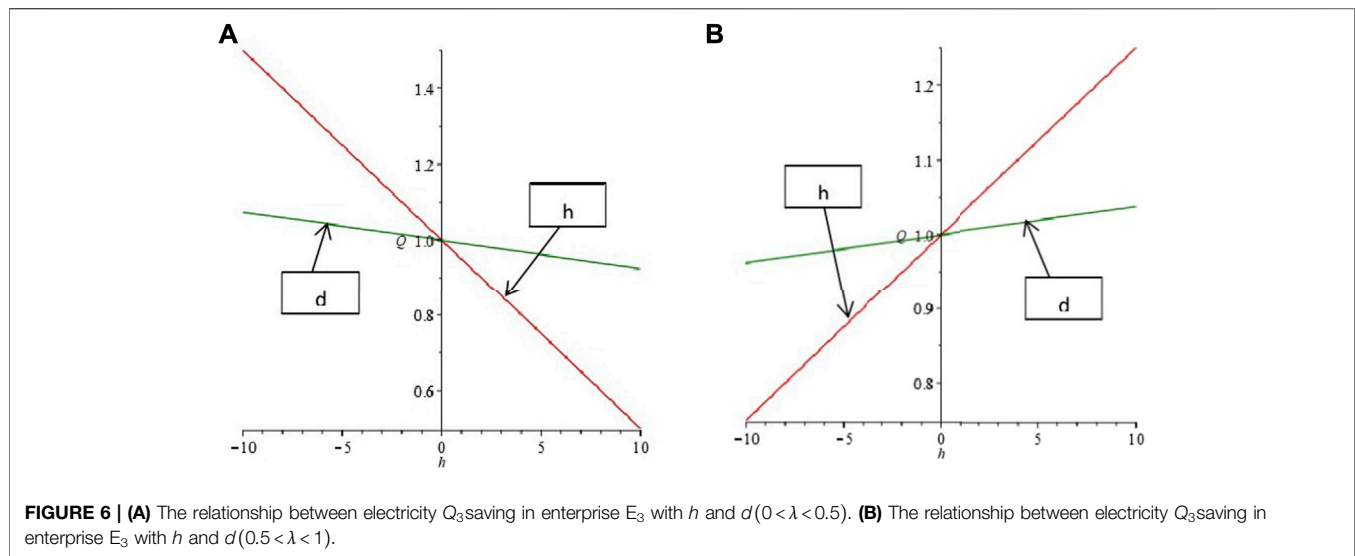 A
B
1.4
1.2
h
Q 1.0
d
0.8
0.6
-10
-5
0
5
10
h
1.2
1.1
h
Q 1.0
d
0.9
0.8
-10
-5
0
5
10
h
FIGURE 6 | (A) The relationship between electricity Q₃saving in enterprise E₃ with h and d(0<λ<0.5). (B) The relationship between electricity Q₃saving in
enterprise E₃ with h and d(0.5<λ<1).